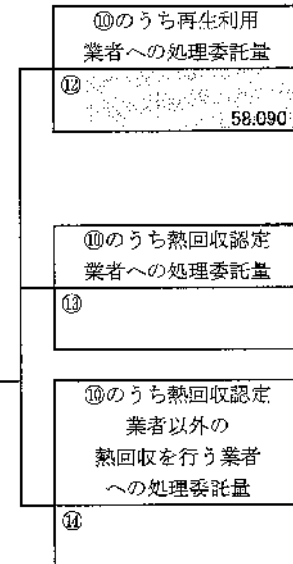 ⑩のうち再生利用
業者への処理委託量
⑫
58.090
⑩のうち熱回収認定
業者への処理委託量
⑬
⑩のうち熱回収認定
業者以外の
熱回収を行う業者
への処理委託量
⑭